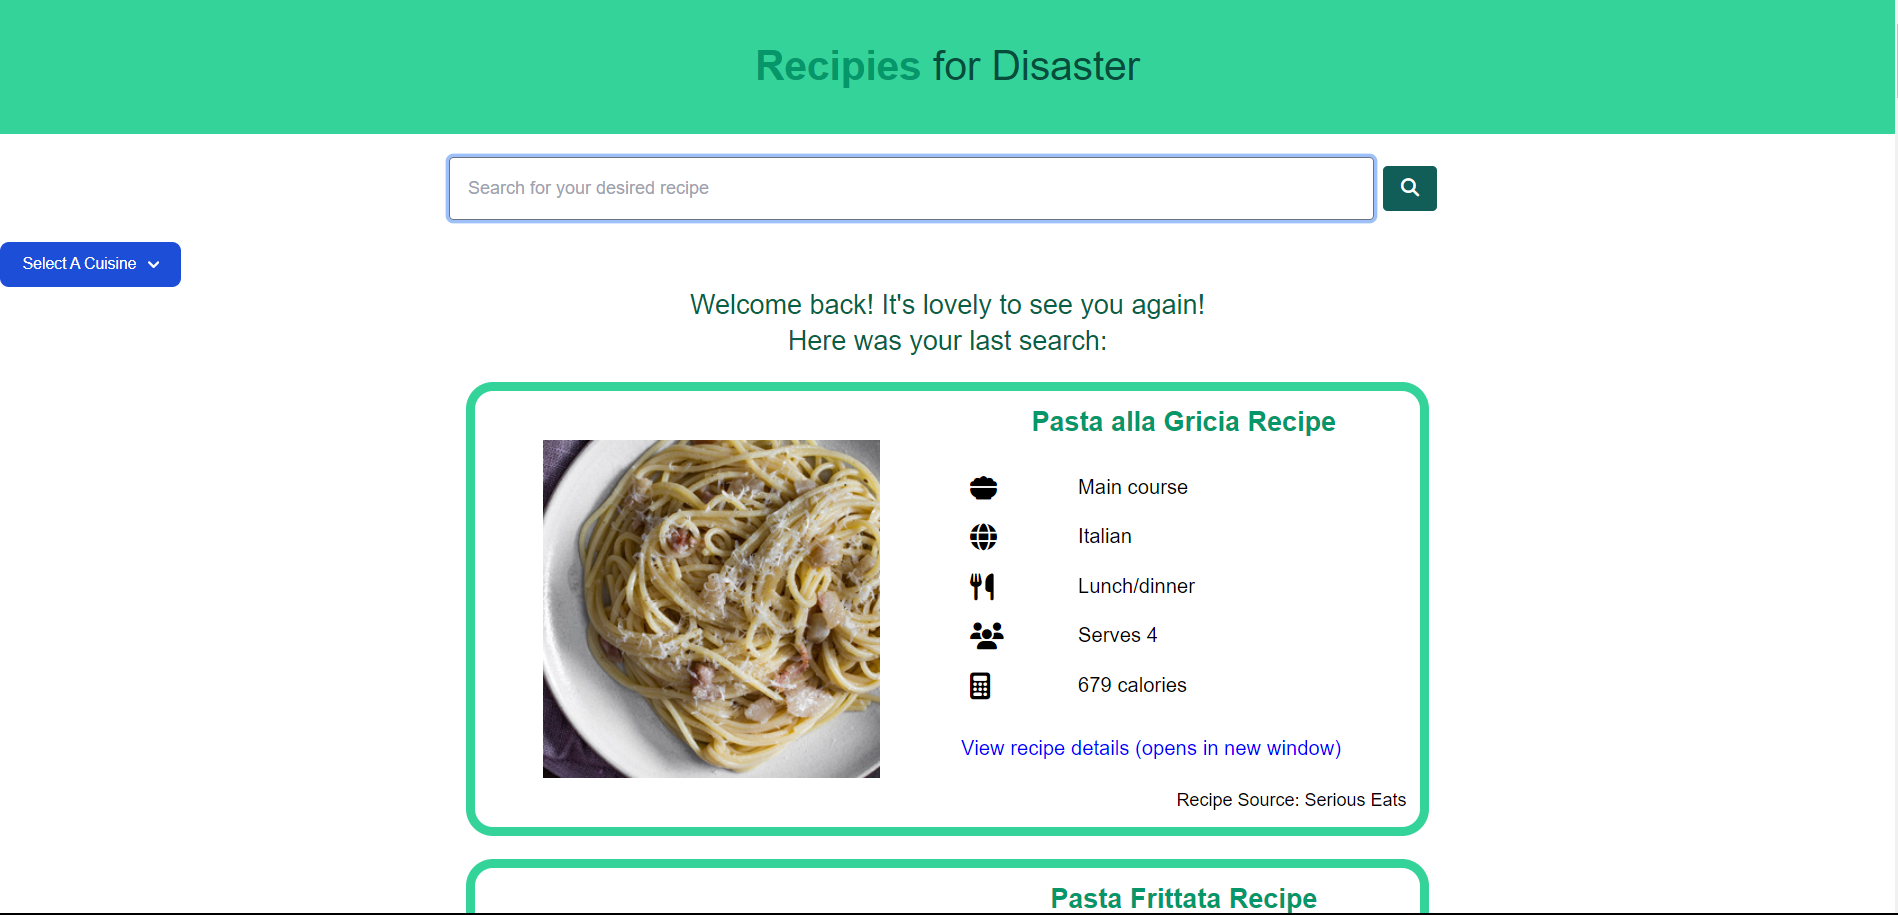 Recipies for Disaster
Search for your desired recipe
Select A Cuisine
Welcome back! It's lovely to see you again!
Here was your last search:
Pasta alla Gricia Recipe
Main course
Italian
Lunch/dinner
Serves 4
679 calories
View recipe details (opens in new window)
Recipe Source: Serious Eats
Pasta Frittata Recipe